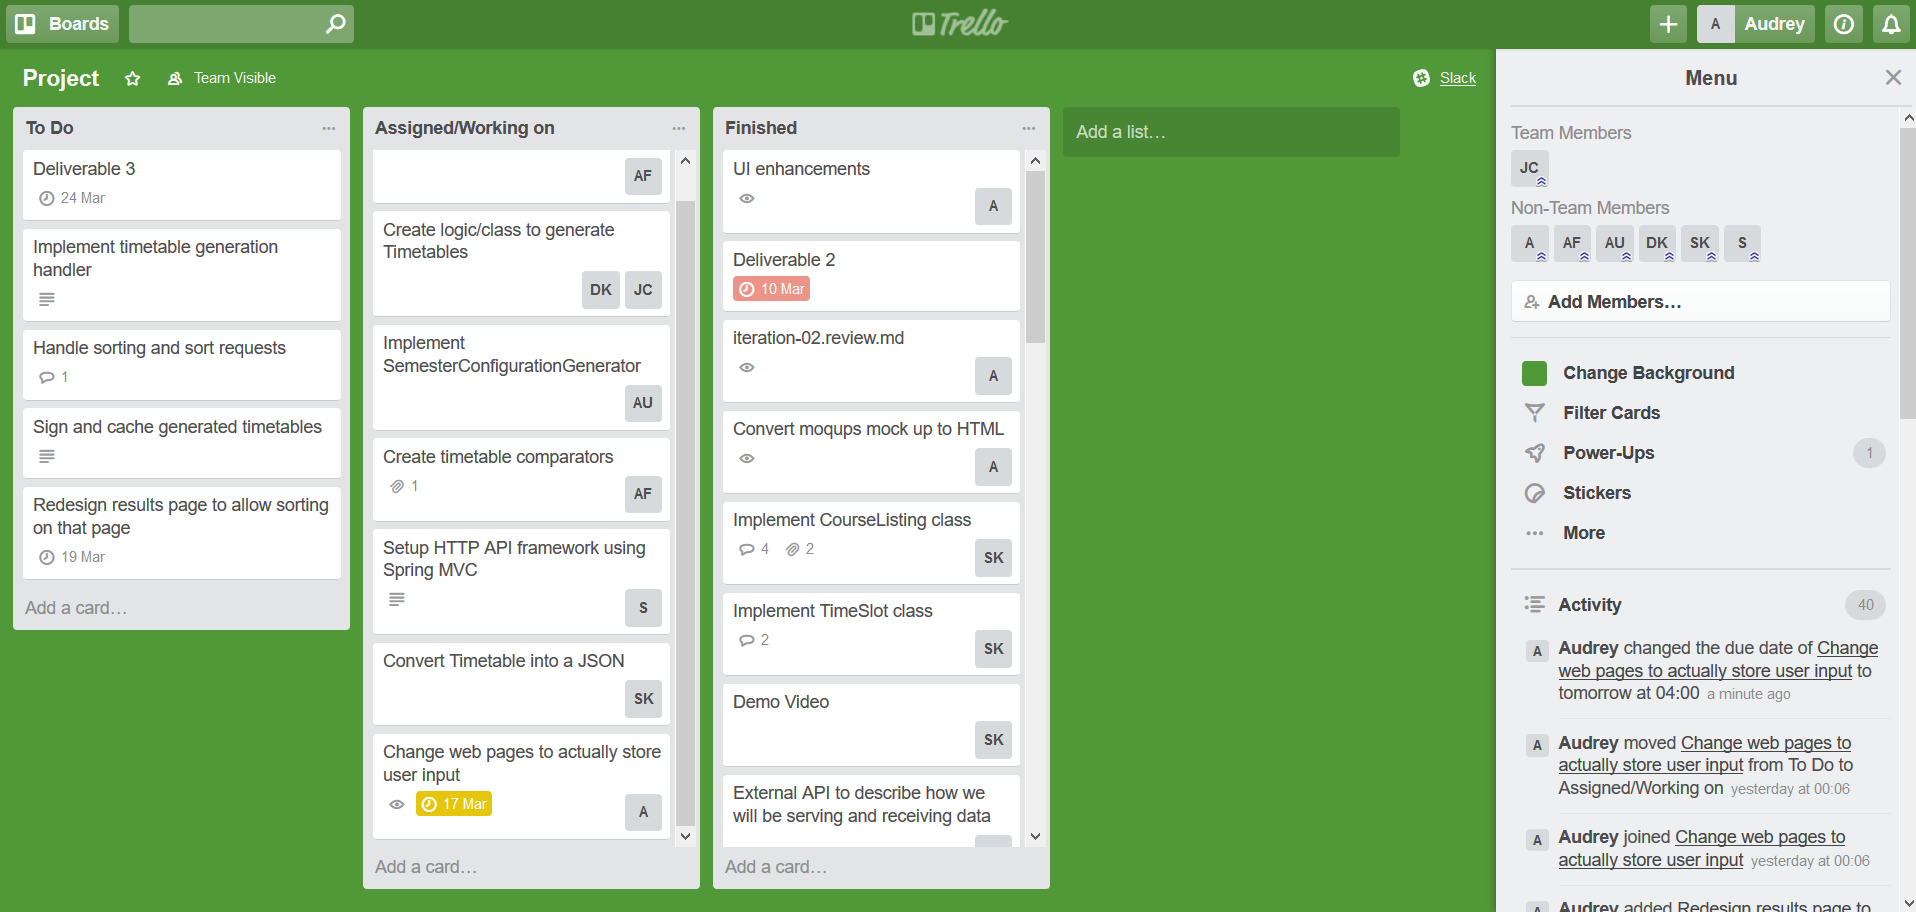 Boards
Trello
A Audrey
Project
Team Visible
Slack
To Do
Deliverable 3
24 Mar
Implement timetable generation
handler
Handle sorting and sort requests
1
Sign and cache generated timetables
Redesign results page to allow sorting
on that page
19 Mar
Add a card…
Assigned/Working on
AF
Create logic/class to generate
Timetables
DK JC
Implement
SemesterConfigurationGenerator
AU
Create timetable comparators
1
AF
Setup HTTP API framework using
Spring MVC
S
Convert Timetable into a JSON
SK
Change web pages to actually store
user input
17 Mar
A
Add a card…
Finished
UI enhancements
A
Deliverable 2
10 Mar
iteration-02.review.md
A
Convert moqups mock up to HTML
A
Implement CourseListing class
4 2
SK
Implement TimeSlot class
2
SK
Demo Video
SK
External API to describe how we
will be serving and receiving data
Add a card…
Add a list…
Menu
Team Members
JC
Non-Team Members
A AF AU DK SK S
Add Members…
Change Background
Filter Cards
Power-Ups 1
Stickers
More
Activity 40
A Audrey changed the due date of Change
web pages to actually store user input to
tomorrow at 04:00 a minute ago
A Audrey moved Change web pages to
actually store user input from To Do to
Assigned/Working on yesterday at 00:06
A Audrey joined Change web pages to
actually store user input yesterday at 00:06
A Audrey added Redesign results page to